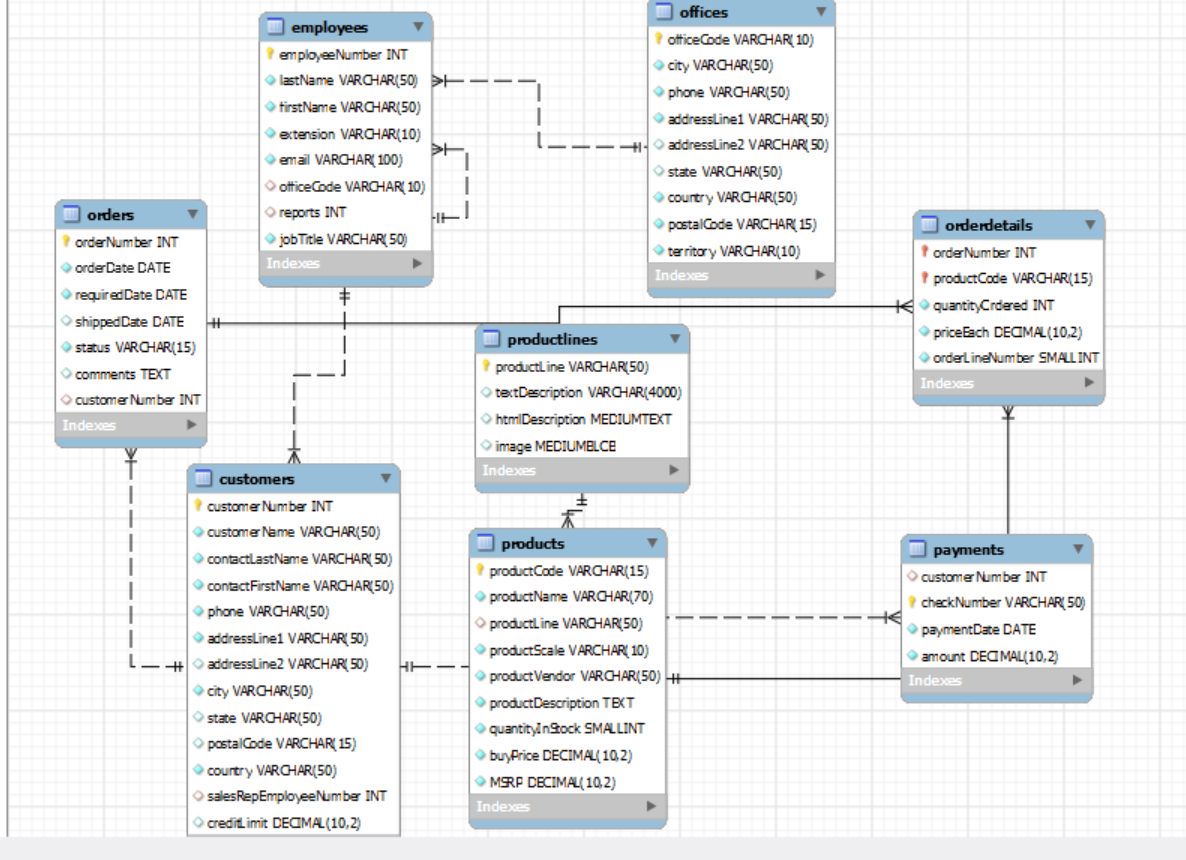 employees
employeeNumber INT
lastName VARCHAR(50)
firstName VARCHAR(50)
extension VARCHAR(10)
email VARCHAR(100)
officeCode VARCHAR(10)
reports INT
jobTitle VARCHAR(50)
Indexes
offices
officeCode VARCHAR(10)
city VARCHAR(50)
phone VARCHAR(50)
addressLine1 VARCHAR(50)
addressLine2 VARCHAR(50)
state VARCHAR(50)
country VARCHAR(50)
postalCode VARCHAR(15)
territory VARCHAR(10)
Indexes
orders
orderNumber INT
orderDate DATE
requiredDate DATE
shippedDate DATE
status VARCHAR(15)
comments TEXT
customerNumber INT
Indexes
orderdetails
orderNumber INT
productCode VARCHAR(15)
quantityOrdered INT
priceEach DECIMAL(10,2)
orderLineNumber SMALLINT
Indexes
productlines
productLine VARCHAR(50)
textDescription VARCHAR(4000)
htmlDescription MEDIUMTEXT
image MEDIUMBLOB
Indexes
customers
customerNumber INT
customerName VARCHAR(50)
contactLastName VARCHAR(50)
contactFirstName VARCHAR(50)
phone VARCHAR(50)
addressLine1 VARCHAR(50)
addressLine2 VARCHAR(50)
city VARCHAR(50)
state VARCHAR(50)
postalCode VARCHAR(15)
country VARCHAR(50)
salesRepEmployeeNumber INT
creditLimit DECIMAL(10,2)
products
productCode VARCHAR(15)
productName VARCHAR(70)
productLine VARCHAR(50)
productScale VARCHAR(10)
productVendor VARCHAR(50)
productDescription TEXT
quantityInStock SMALLINT
buyPrice DECIMAL(10,2)
MSRP DECIMAL(10,2)
Indexes
payments
customerNumber INT
checkNumber VARCHAR(50)
paymentDate DATE
amount DECIMAL(10,2)
Indexes